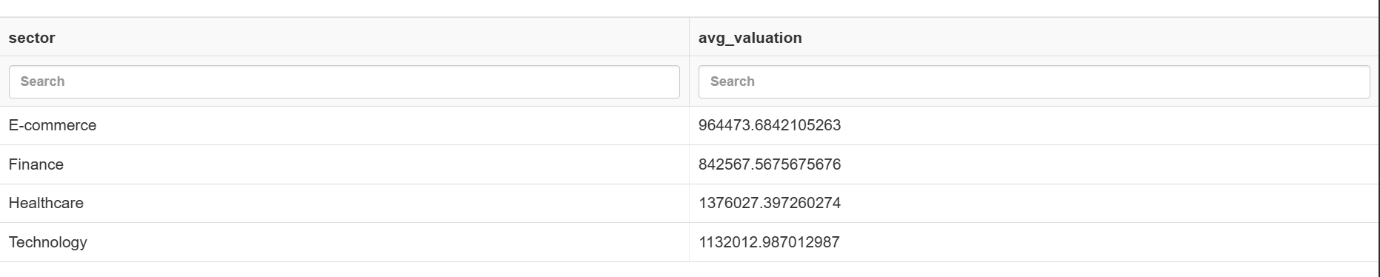 sector avg_valuation
Search Search
E-commerce 964473.6842105263
Finance 842567.5675675676
Healthcare 1376027.397260274
Technology 1132012.987012987